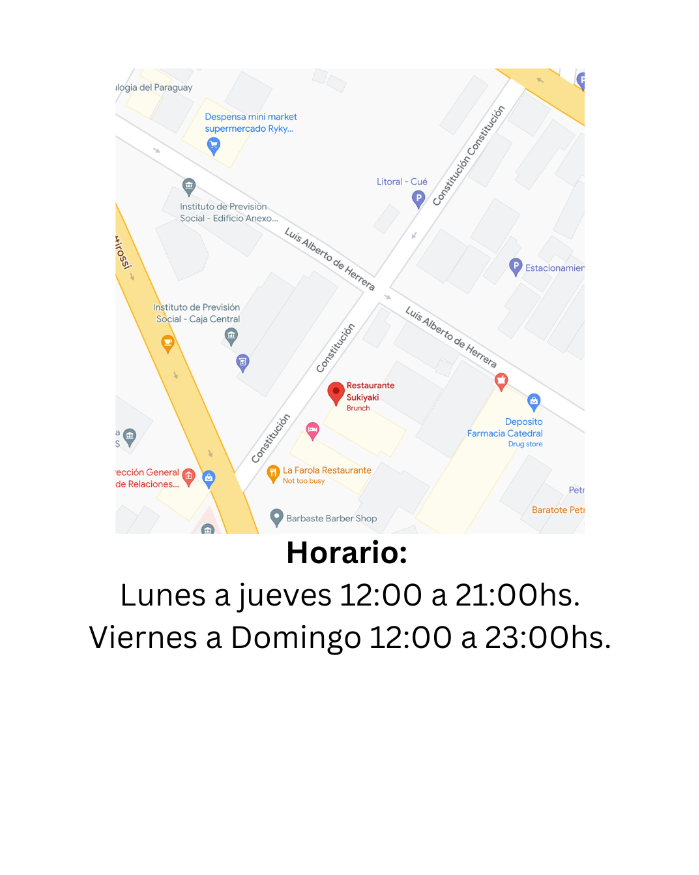 ulogia del Paraguay
Despensa mini market
supermercado Ryky...
Constitución Constitución
Litoral - Cué
Instituto de Previsión
Social - Edificio Anexo...
Luis Alberto de Herrera
Estacionamien
Instituto de Previsión
Social - Caja Central
Luis Alberto de Herrera
Constitución
Restaurante
Sukiyaki
Brunch
Constitución
Deposito
Farmacia Catedral
Drug store
a
S
La Farola Restaurante
Not too busy
ección General
de Relaciones...
Petr
Baratote Petr
Barbaste Barber Shop
Horario:
Lunes a jueves 12:00 a 21:00hs.
Viernes a Domingo 12:00 a 23:00hs.